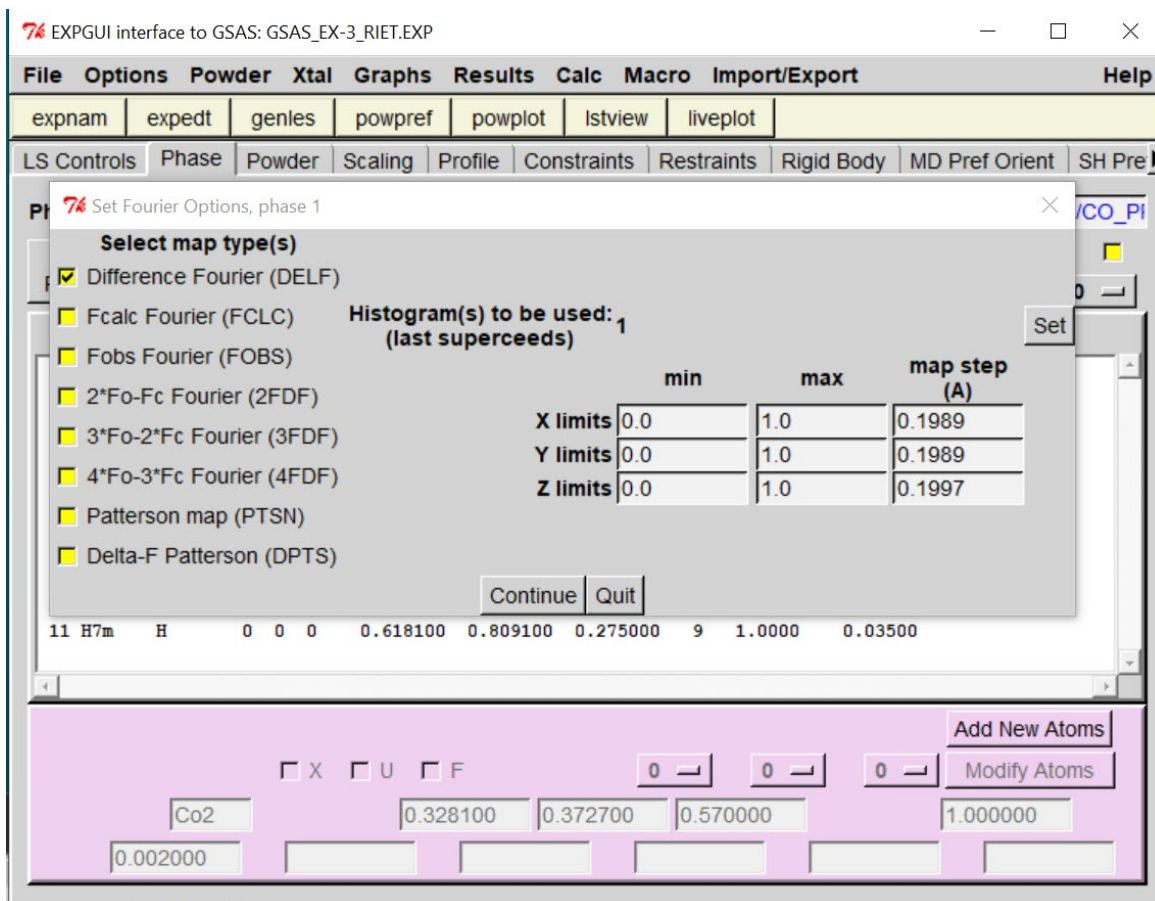 EXPGUI interface to GSAS: GSAS_EX-3_RIET.EXP
File Options Powder Xtal Graphs Results Calc Macro Import/Export Help
expnam expedt genles powpref powplot lstview liveplot
LS Controls Phase Powder Scaling Profile Constraints Restraints Rigid Body MD Pref Orient SH Pre
Ph /CO_P
Set Fourier Options, phase 1
Select map type(s)
Difference Fourier (DELF)
Fcalc Fourier (FCLC)
Fobs Fourier (FOBS)
2*Fo-Fc Fourier (2FDF)
3*Fo-2*Fc Fourier (3FDF)
4*Fo-3*Fc Fourier (4FDF)
Patterson map (PTSN)
Delta-F Patterson (DPTS)
Histogram(s) to be used: 1
(last superceeds)
Set
min max map step
(A)
X limits 0.0 1.0 0.1989
Y limits 0.0 1.0 0.1989
Z limits 0.0 1.0 0.1997
Continue Quit
11 H7m H 0 0 0 0.618100 0.809100 0.275000 9 1.0000 0.03500
Add New Atoms
X U F 0 0 0 Modify Atoms
Co2 0.328100 0.372700 0.570000 1.000000
0.002000